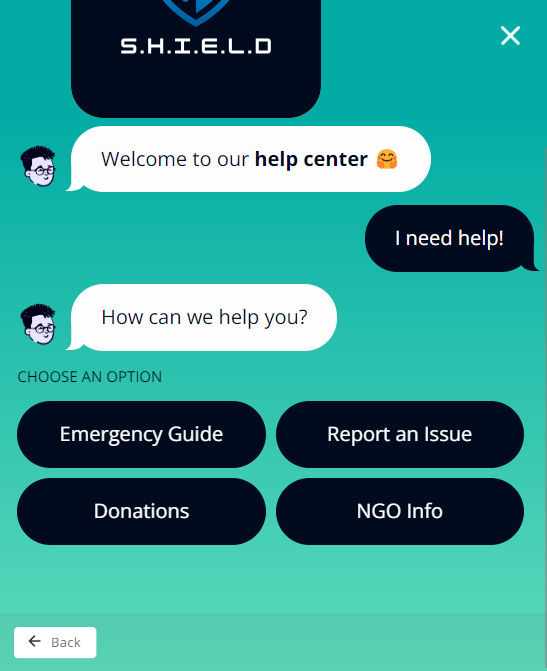 S.H.I.E.L.D
Welcome to our help center 🤗
I need help!
How can we help you?
CHOOSE AN OPTION
Emergency Guide
Report an Issue
Donations
NGO Info
Back